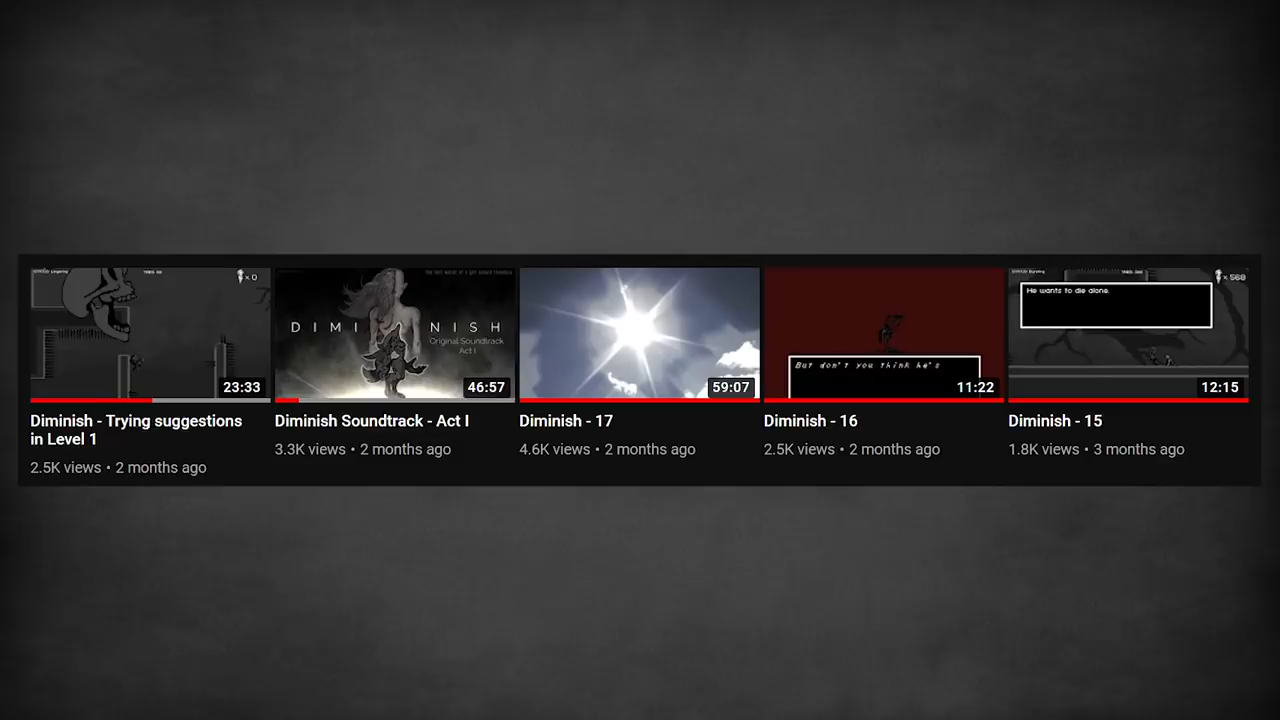 × 0
23:33
Diminish - Trying suggestions
in Level 1
2.5K views • 2 months ago
DIMI NISH
Original Soundtrack
Act I
46:57
Diminish Soundtrack - Act I
3.3K views • 2 months ago
59:07
Diminish - 17
4.6K views • 2 months ago
But don't you think he's
11:22
Diminish - 16
2.5K views • 2 months ago
× 568
He wants to die alone.
12:15
Diminish - 15
1.8K views • 3 months ago